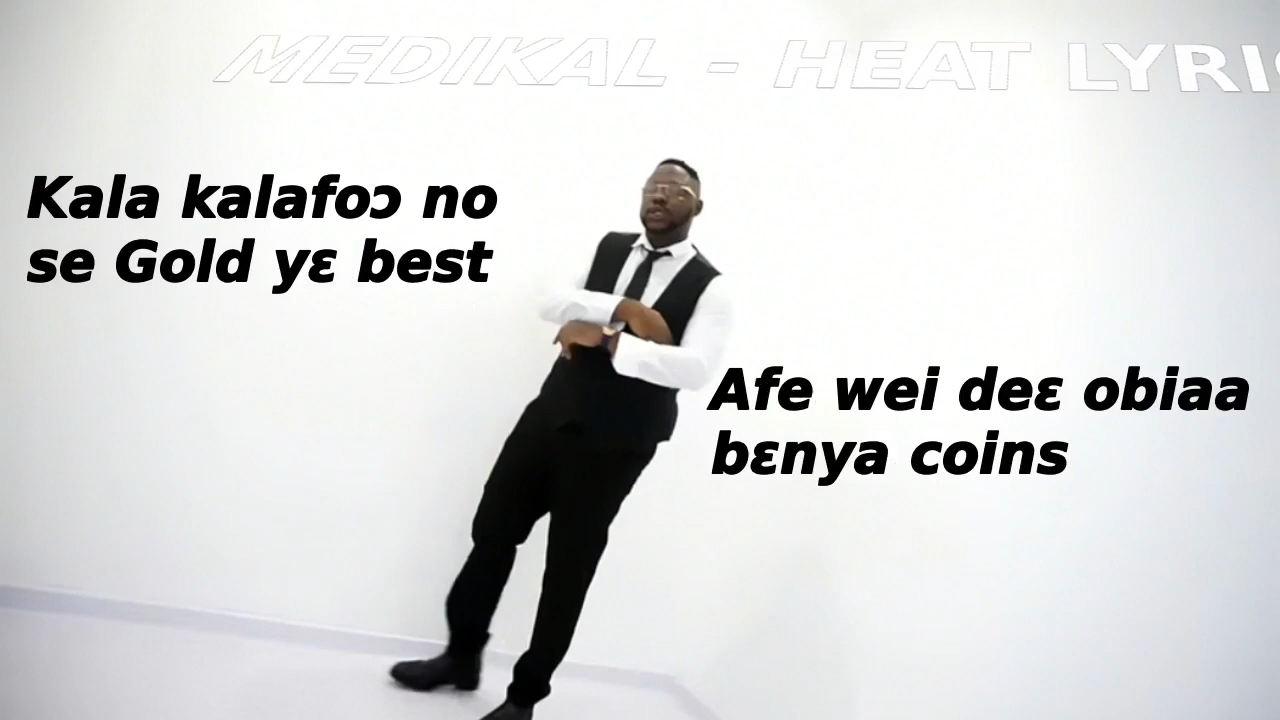 MEDIKAL - HEAT LYRI
Kala kalafoɔ no
se Gold yɛ best
Afe wei deɛ obiaa
bɛnya coins